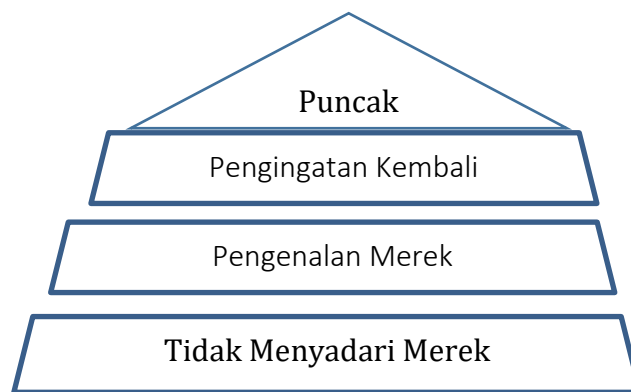 Puncak
Pengingatan Kembali
Pengenalan Merek
Tidak Menyadari Merek